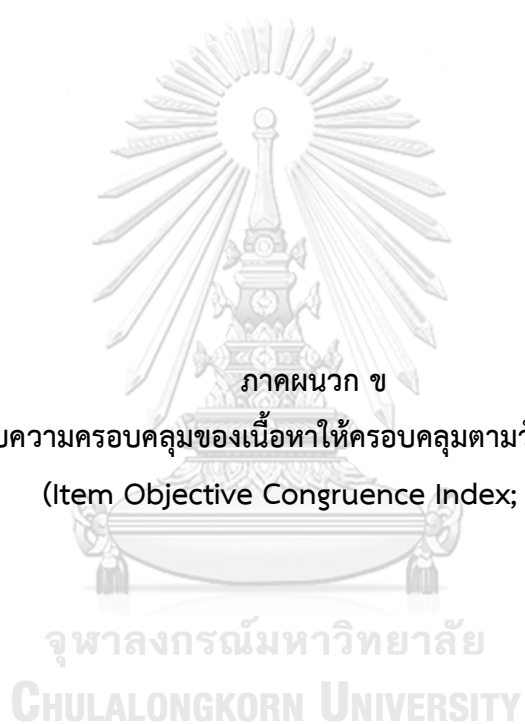 ภาคผนวก ข
ความครอบคลุมของเนื้อหาให้ครอบคลุมตาม
(Item Objective Congruence Index;
จุฬาลงกรณ์มหาวิทยาลัย
CHULALONGKORN UNIVERSITY